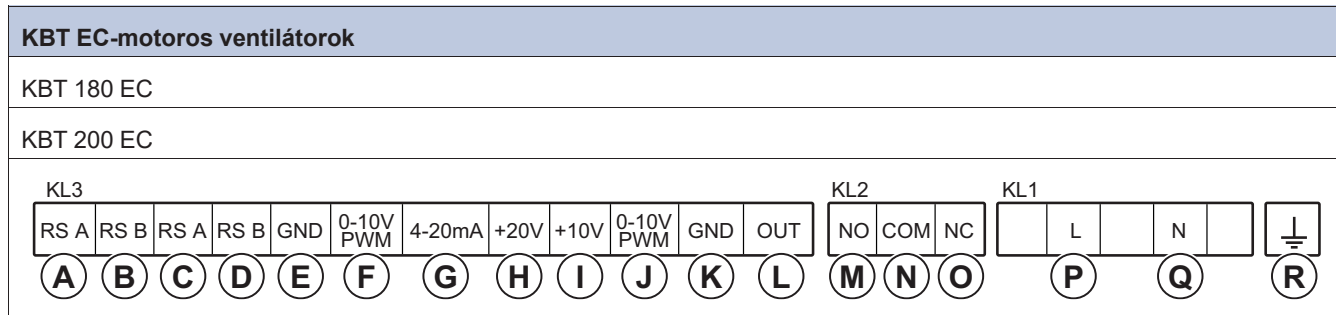 KBT EC-motoros ventilátorok
KBT 180 EC
KBT 200 EC
KL3 KL2 KL1
RS A RS B RS A RS B GND 0-10V PWM 4-20mA +20V +10V 0-10V PWM GND OUT NO COM NC L N
A B C D E F G H I J K L M N O P Q R